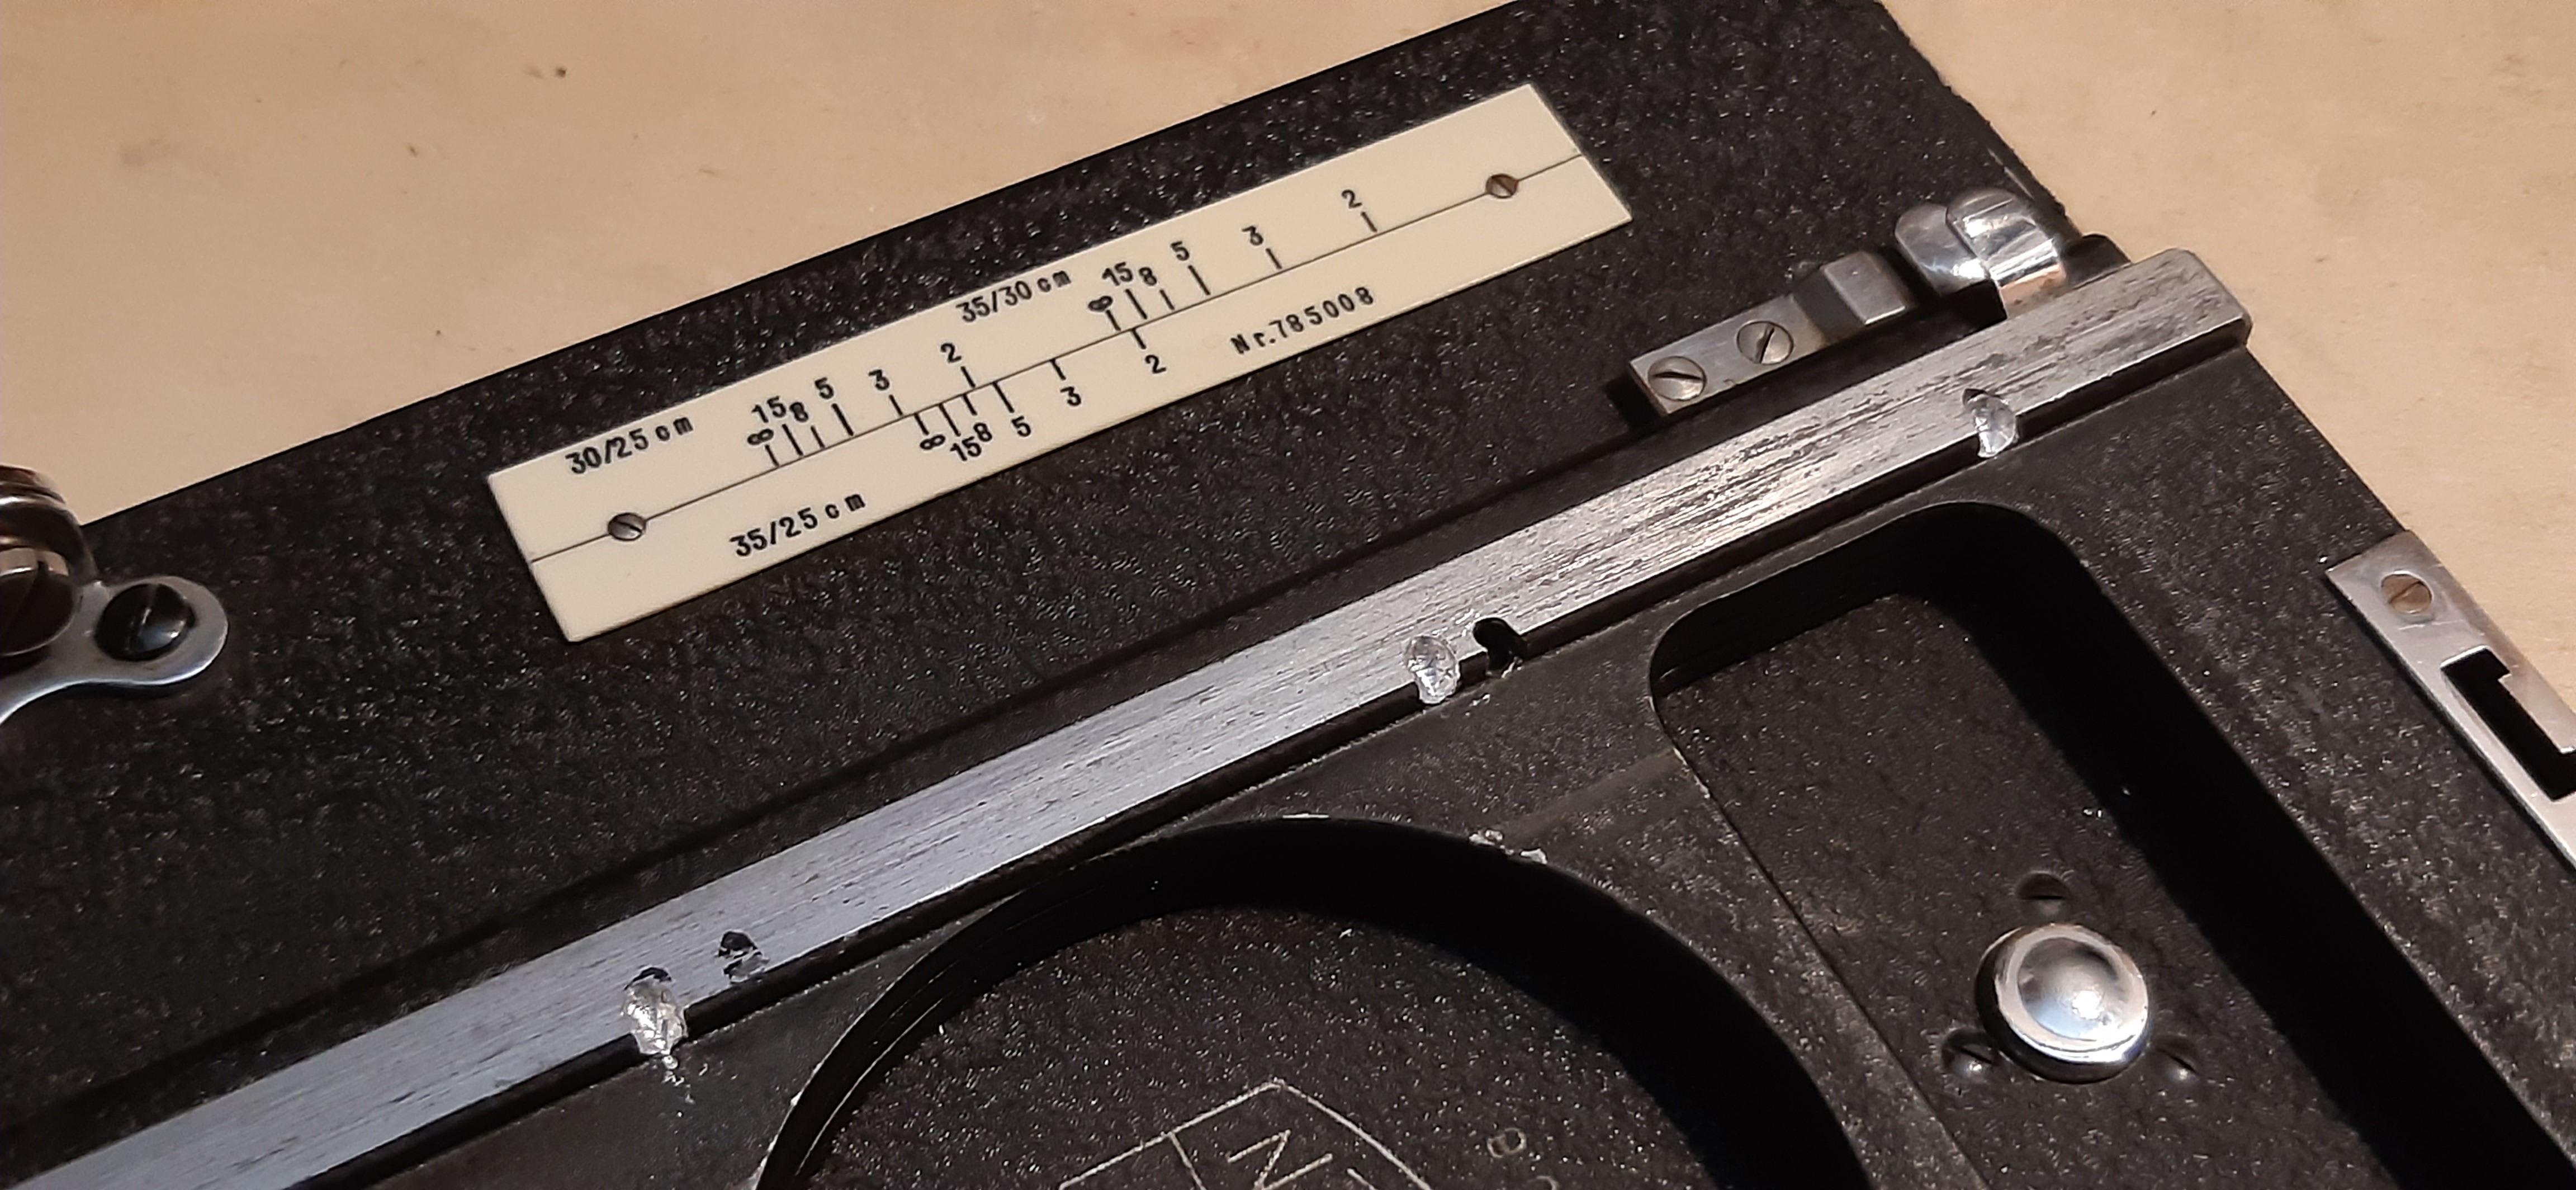 35/30 cm
∞ 15 8 5 3 2
30/25 cm
∞ 15 8 5 3 2
∞ 15 8 5 3 2
35/25 cm
Nr. 785008
N
8